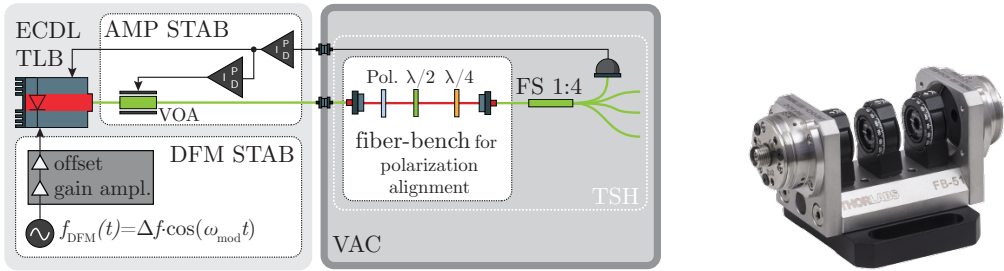 ECDL
TLB
AMP STAB
P
I
D
P
I
D
VOA
DFM STAB
offset
gain ampl.
f_DFM(t)=Δf·cos(ω_mod t)
Pol. λ/2 λ/4
FS 1:4
fiber-bench for
polarization
alignment
TSH
VAC
THORLABS
FB-51